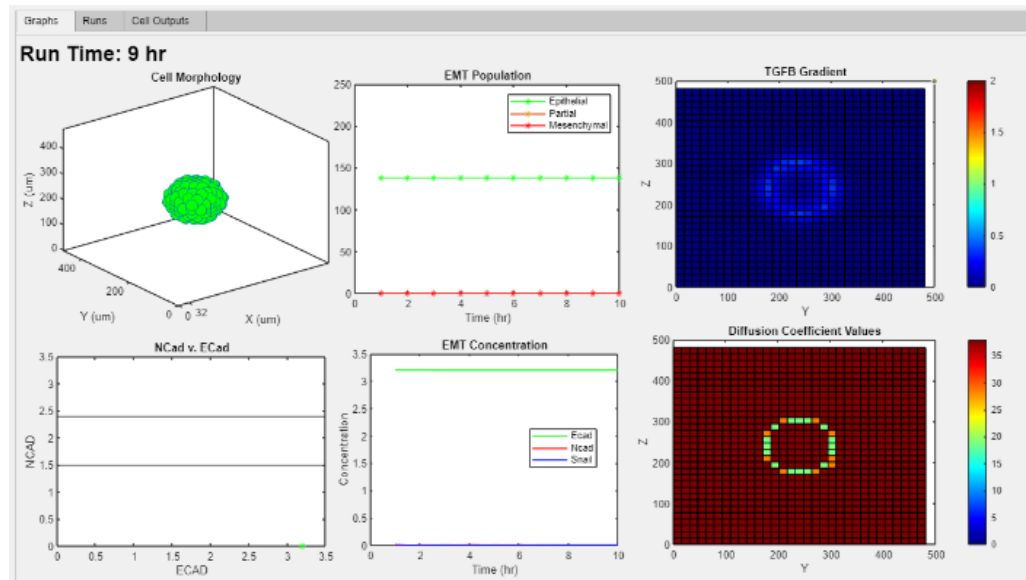 Graphs Runs Cell Outputs
Run Time: 9 hr
Cell Morphology
Z (um)
400
300
200
100
0
400
200
0
Y (um)
0 32
X (um)
EMT Population
250
200
150
100
50
0
0 2 4 6 8 10
Time (hr)
Epithelial
Partial
Mesenchymal
TGFB Gradient
Z
500
400
300
200
100
0
0 100 200 300 400 500
Y
2
1.5
1
0.5
0
NCad v. ECad
NCAD
3.5
3
2.5
2
1.5
1
0.5
0
0 0.5 1 1.5 2 2.5 3 3.5
ECAD
EMT Concentration
Concentration
3.5
3
2.5
2
1.5
1
0.5
0
0 2 4 6 8 10
Time (hr)
Ecad
Ncad
Snail
Diffusion Coefficient Values
Z
500
400
300
200
100
0
0 100 200 300 400 500
Y
35
30
25
20
15
10
5
0